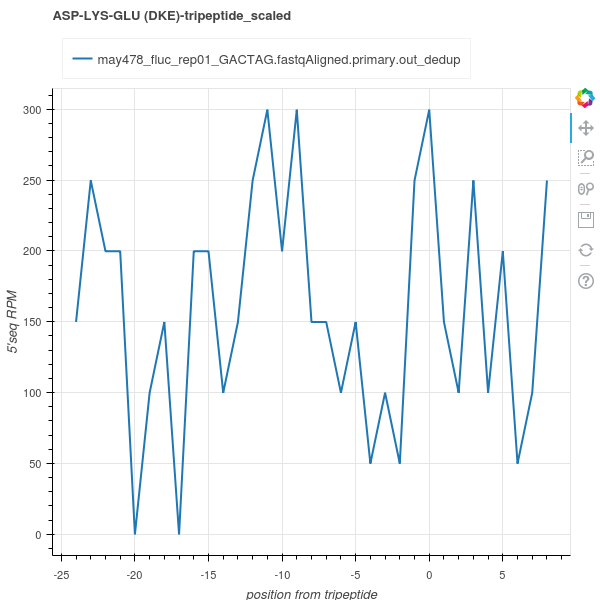 ASP-LYS-GLU (DKE)-tripeptide_scaled
may478_fluc_rep01_GACTAG.fastqAligned.primary.out_dedup
300
250
200
150
100
50
0
5'seq RPM
-25 -20 -15 -10 -5 0 5
position from tripeptide